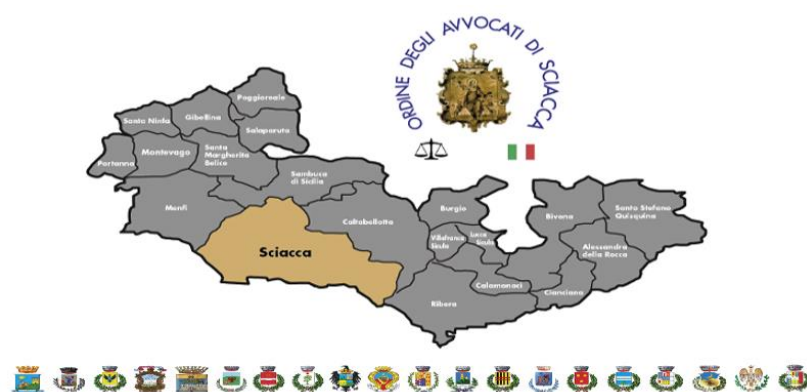 ORDINE DEGLI AVVOCATI DI SCIACCA
Poggioreale
Santa Ninfa
Gibellina
Salaparuta
Partanna
Montevago
Santa
Margherita
Belice
Sambuca
di Sicilia
Menfi
Sciacca
Caltabellotta
Burgio
Villafranca
Sicula
Lucca
Sicula
Bivona
Santo Stefano
Quisquina
Alessandria
della Rocca
Calamonaci
Cianciana
Ribera